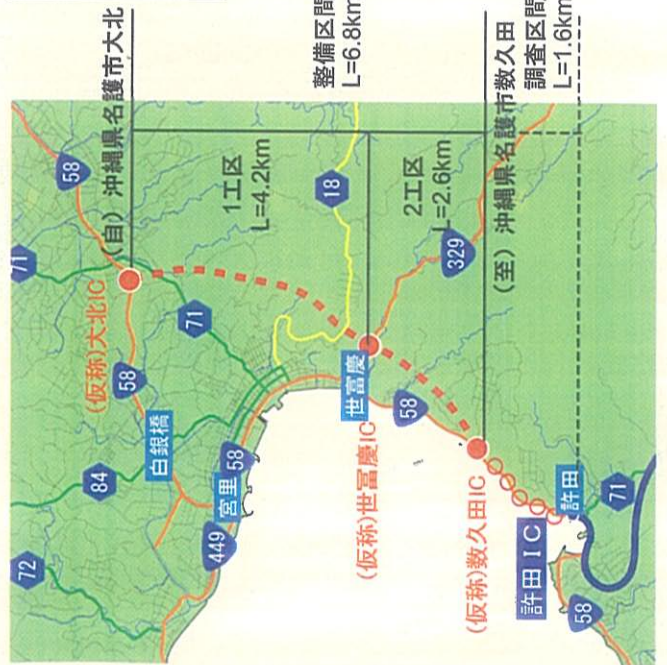 71
58
(自) 沖縄県名護市大北
(仮称)大北IC
1工区
L=4.2km
整備区間
L=6.8km
71
58
18
84
白銀橋
72
宮里
58
449
世冨慶
(仮称)世冨慶IC
58
2工区
L=2.6km
329
(仮称)数久田IC
(至) 沖縄県名護市数久田
調査区間
L=1.6km
許田IC
許田
71
58